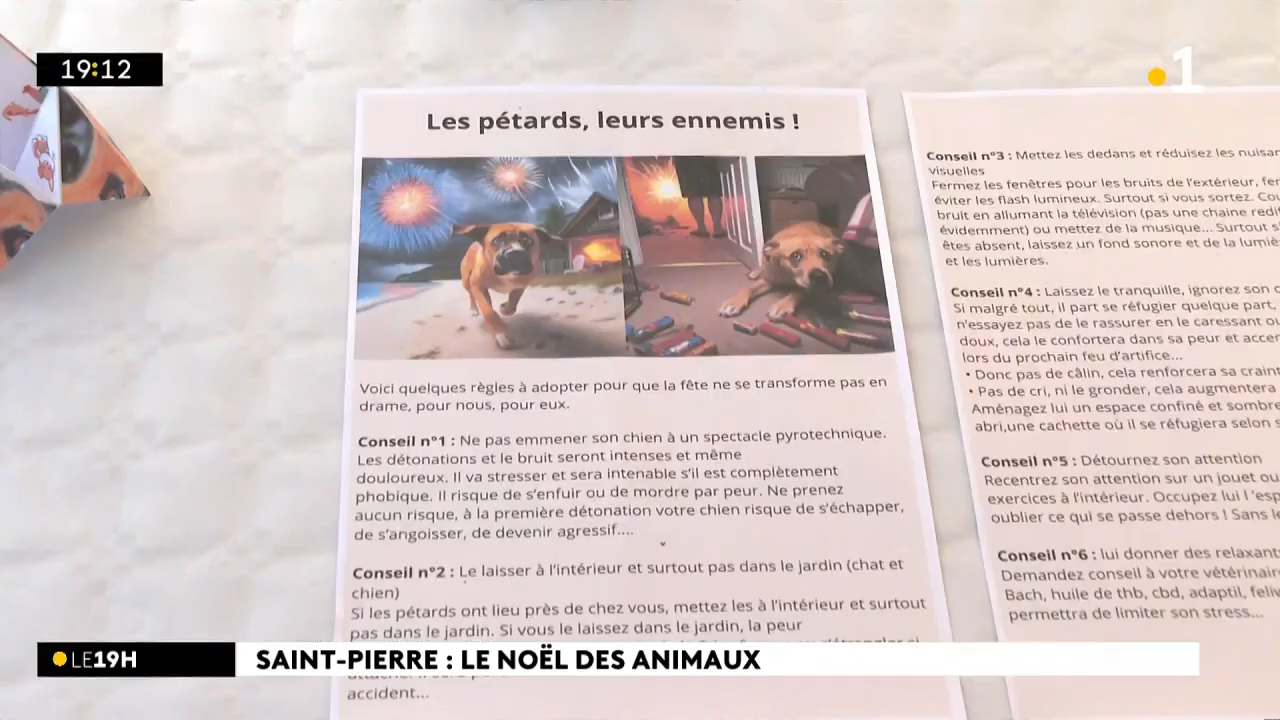 19:12
1
Les pétards, leurs ennemis !
Voici quelques règles à adopter pour que la fête ne se transforme pas en
drame, pour nous, pour eux.
Conseil n°1 : Ne pas emmener son chien à un spectacle pyrotechnique.
Les détonations et le bruit seront intenses et même
douloureux. Il va stresser et sera intenable s'il est complètement
phobique. Il risque de s'enfuir ou de mordre par peur. Ne prenez
aucun risque, à la première détonation votre chien risque de s'échapper,
de s'angoisser, de devenir agressif....
Conseil n°2 : Le laisser à l'intérieur et surtout pas dans le jardin (chat et
chien)
Si les pétards ont lieu près de chez vous, mettez les à l'intérieur et surtout
pas dans le jardin. Si vous le laissez dans le jardin, la peur
accident...
Conseil n°3 : Mettez les dedans et réduisez les
visuelles
Fermez les fenêtres pour les bruits de l'extérieur,
éviter les flash lumineux. Surtout si vous sortez.
bruit en allumant la télévision (pas une chaine
évidemment) ou mettez de la musique... Surtout
êtes absent, laissez un fond sonore et de la
et les lumières.
Conseil n°4 : Laissez le tranquille, ignorez son
Si malgré tout, il part se réfugier quelque part,
n'essayez pas de le rassurer en le caressant
doux, cela le confortera dans sa peur et
lors du prochain feu d'artifice...
• Donc pas de câlin, cela renforcera sa
• Pas de cri, ni le gronder, cela augmentera
Aménagez lui un espace confiné et sombre
abri,une cachette où il se réfugiera selon
Conseil n°5 : Détournez son attention
Recentrez son attention sur un jouet ou
exercices à l'intérieur. Occupez lui
oublier ce qui se passe dehors ! Sans
Conseil n°6 : lui donner des
Demandez conseil à votre
Bach, huile de thb, cbd, adaptil,
permettra de limiter son stress...
LE19H
SAINT-PIERRE : LE NOËL DES ANIMAUX